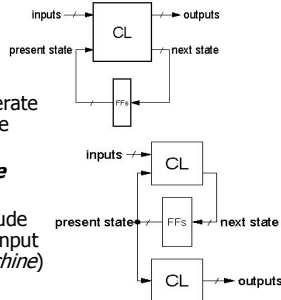 inputs
outputs
CL
present state
next state
FFs
erate
e
e
inputs
CL
ude
present state
FFs
next state
nput
hine)
CL
outputs